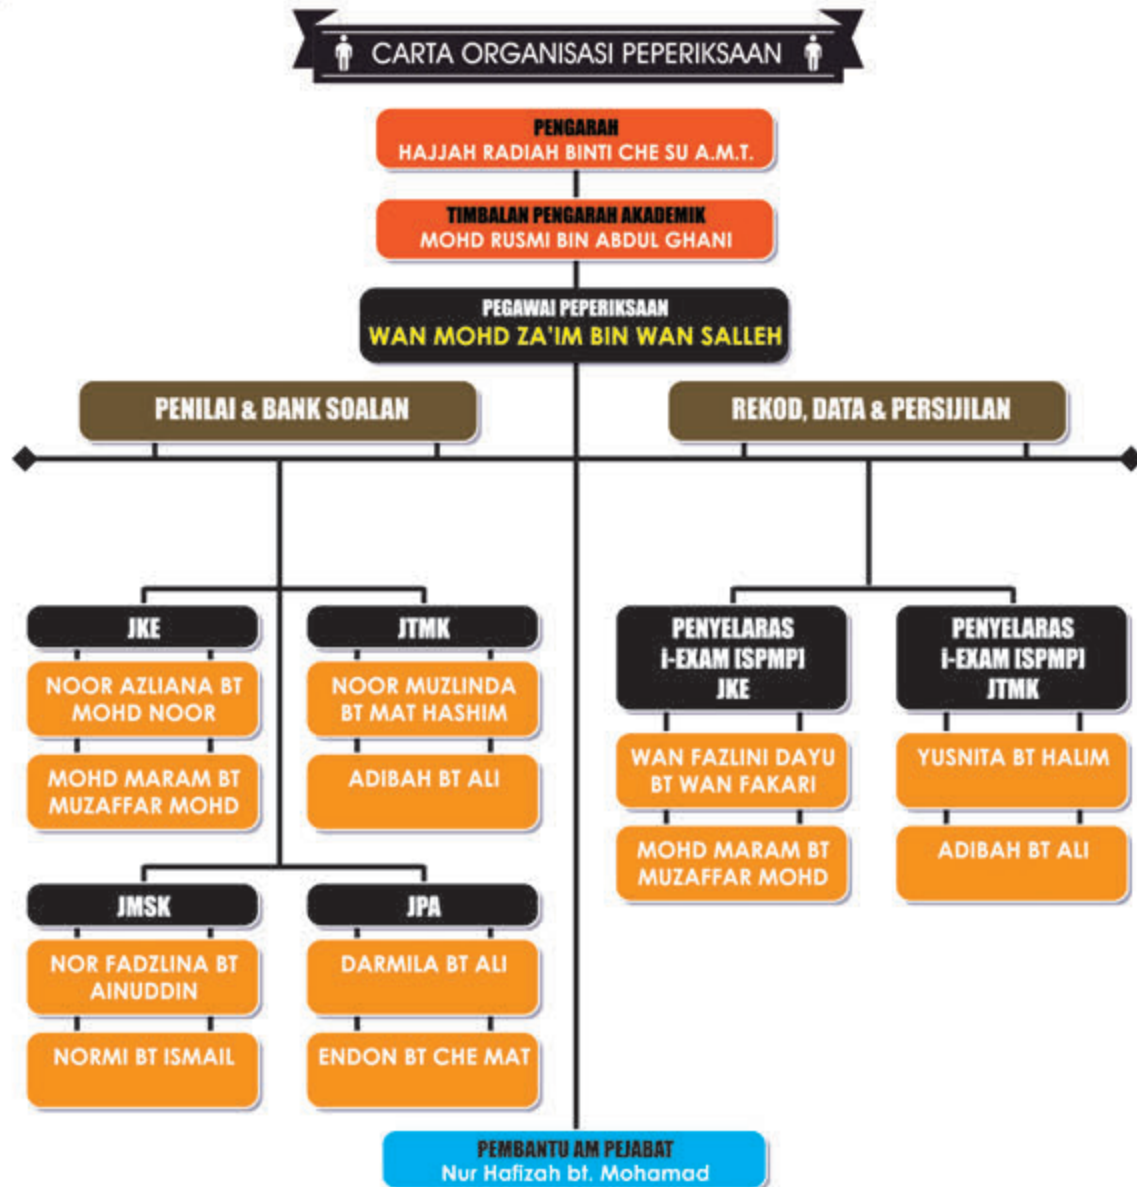 CARTA ORGANISASI PEPERIKSAAN
PENGARAH
HAJJAH RADIAH BINTI CHE SU A.M.T.
TIMBALAN PENGARAH AKADEMIK
MOHD RUSMI BIN ABDUL GHANI
PEGAWAI PEPERIKSAAN
WAN MOHD ZA'IM BIN WAN SALLEH
PENILAI & BANK SOALAN
REKOD, DATA & PERSIJILAN
JKE
NOOR AZLIANA BT
MOHD NOOR
MOHD MARAM BT
MUZAFFAR MOHD
JTMK
NOOR MUZLINDA
BT MAT HASHIM
ADIBAH BT ALI
PENYELARAS
i-EXAM [SPMP]
JKE
WAN FAZLINI DAYU
BT WAN FAKARI
MOHD MARAM BT
MUZAFFAR MOHD
PENYELARAS
i-EXAM [SPMP]
JTMK
YUSNITA BT HALIM
ADIBAH BT ALI
JMSK
NOR FADZLINA BT
AINUDDIN
NORMI BT ISMAIL
JPA
DARMILA BT ALI
ENDON BT CHE MAT
PEMBANTU AM PEJABAT
Nur Hafizah bt. Mohamad